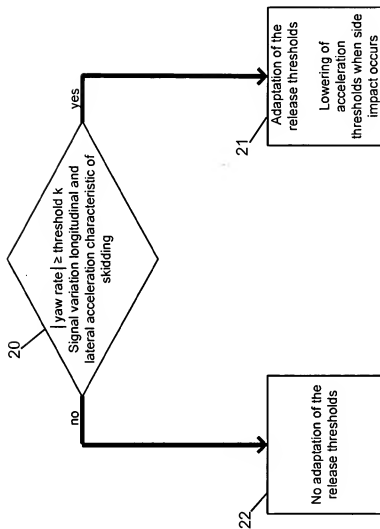 20
|yaw rate| ≥ threshold k
Signal variation longitudinal and
lateral acceleration characteristic of
skidding
no
yes
22
No adaptation of the
release thresholds
21
Adaptation of the
release thresholds
Lowering of
acceleration
thresholds when side
impact occurs